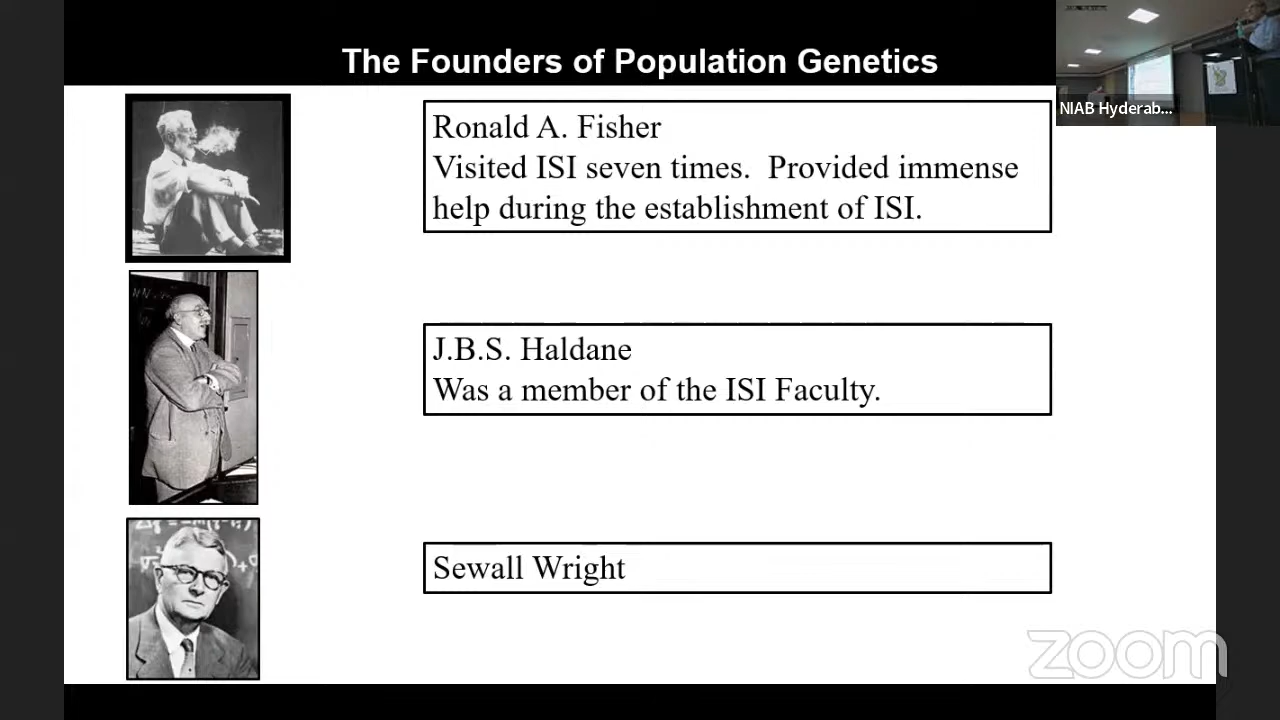 The Founders of Population Genetics
NIAB Hyderab...
Ronald A. Fisher
Visited ISI seven times.  Provided immense
help during the establishment of ISI.
J.B.S. Haldane
Was a member of the ISI Faculty.
Sewall Wright
zoom